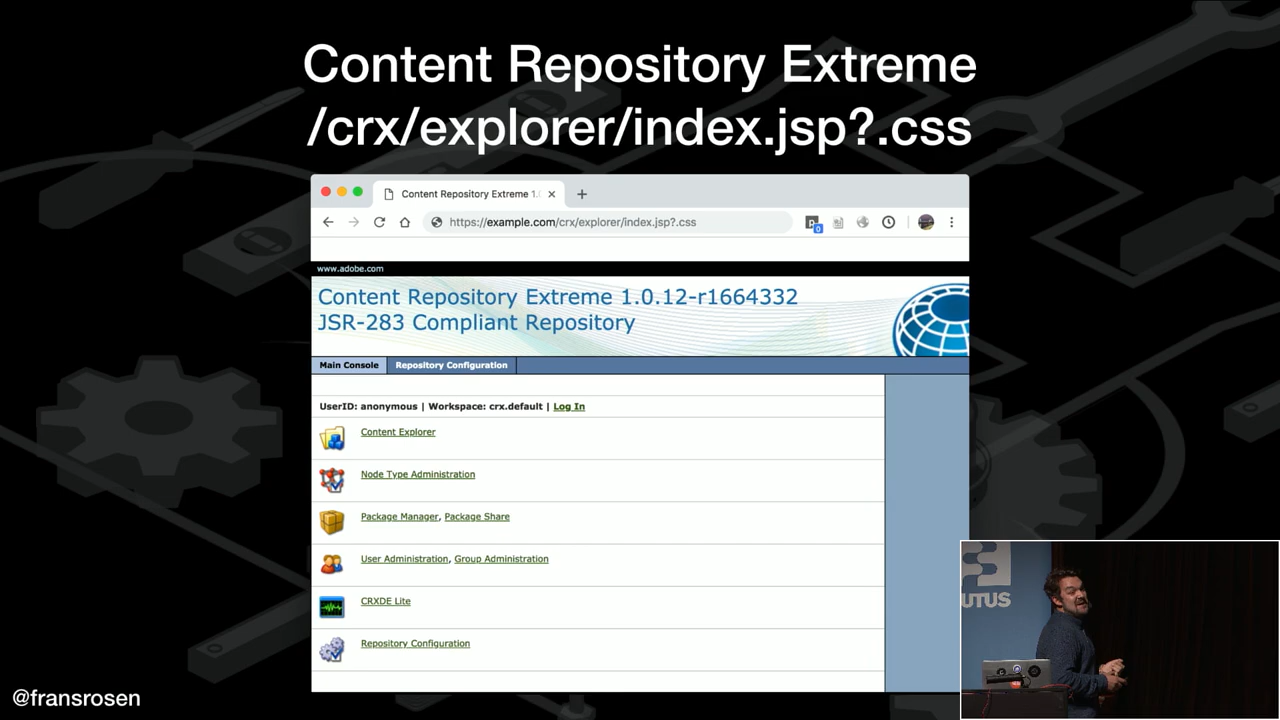 Content Repository Extreme
/crx/explorer/index.jsp?.css
Content Repository Extreme 1.
https://example.com/crx/explorer/index.jsp?.css
0
www.adobe.com
Content Repository Extreme 1.0.12-r1664332
JSR-283 Compliant Repository
Main Console Repository Configuration
UserID: anonymous | Workspace: crx.default | Log In
Content Explorer
Node Type Administration
Package Manager, Package Share
User Administration, Group Administration
CRXDE Lite
Repository Configuration
UTUS
@fransrosen